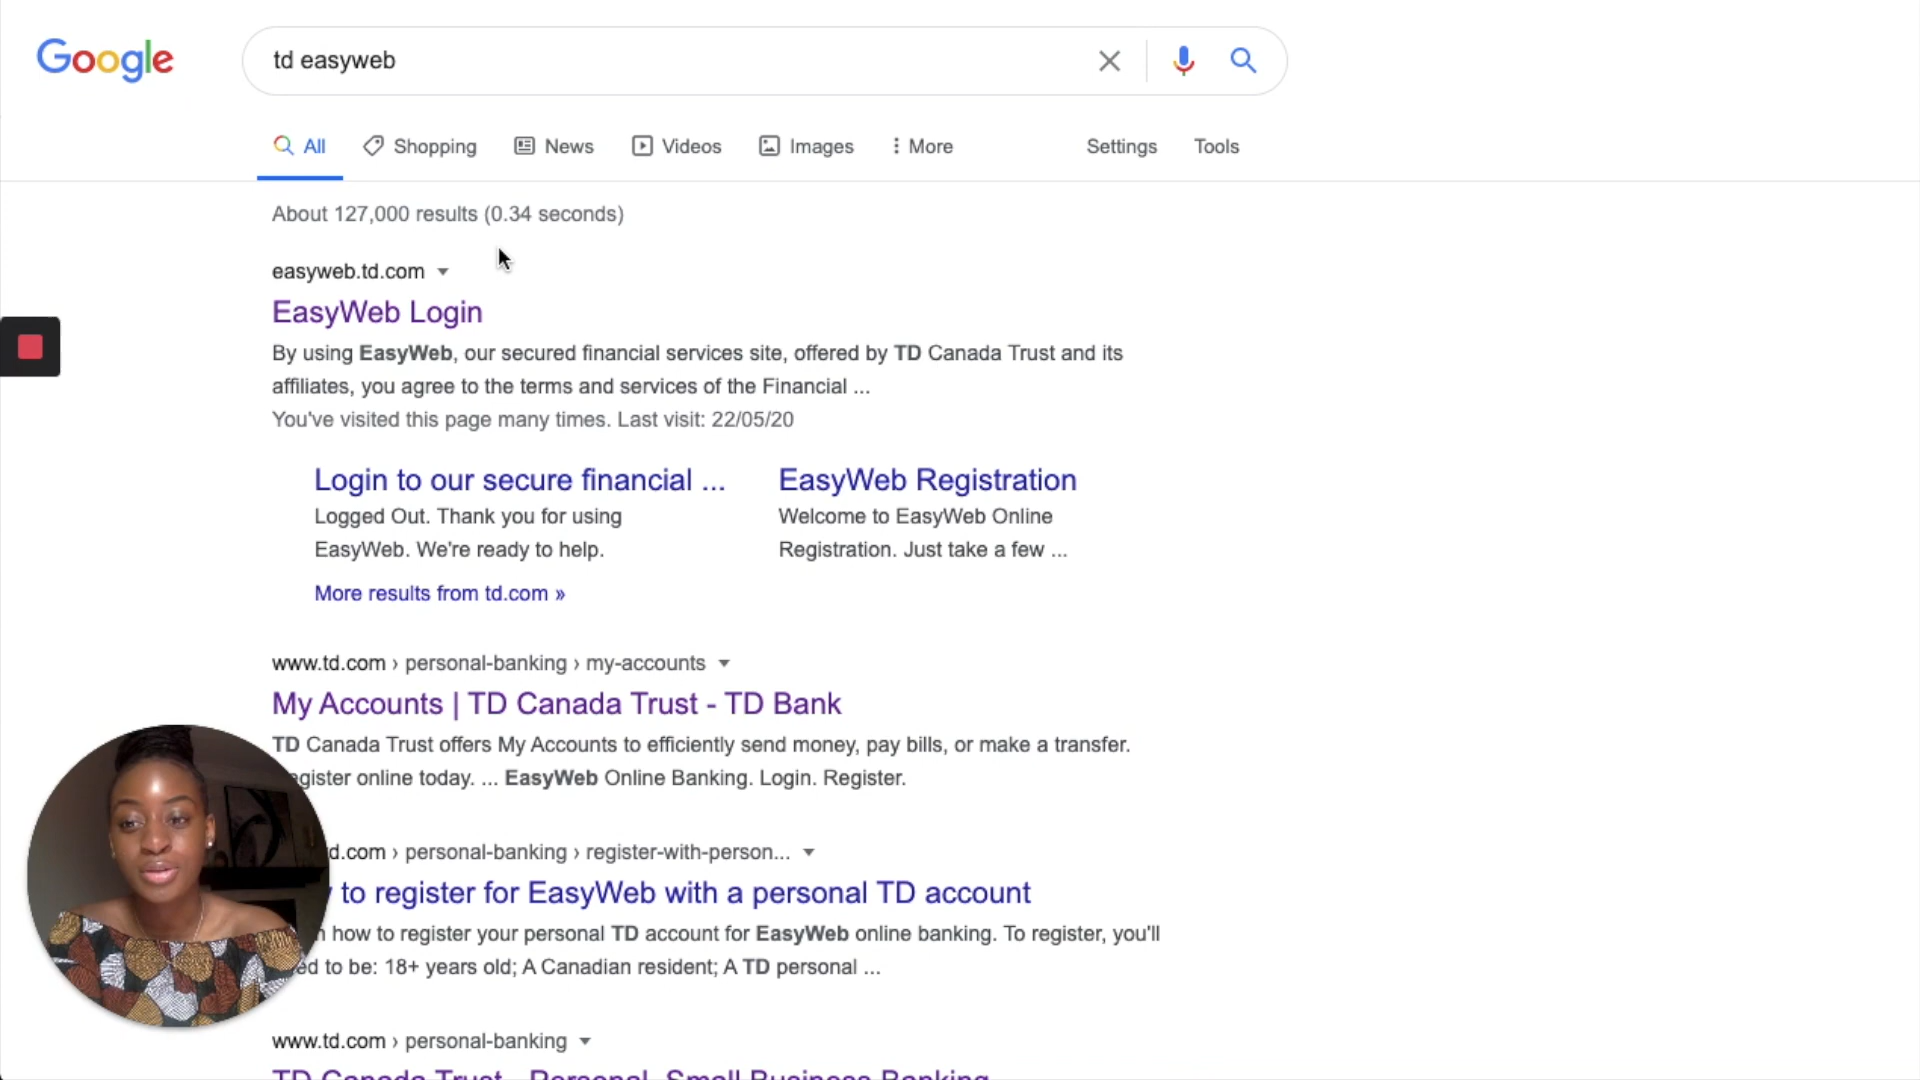 Google
td easyweb
All
Shopping
News
Videos
Images
More
Settings
Tools
About 127,000 results (0.34 seconds)
easyweb.td.com
EasyWeb Login
By using EasyWeb, our secured financial services site, offered by TD Canada Trust and its
affiliates, you agree to the terms and services of the Financial ...
You've visited this page many times. Last visit: 22/05/20
Login to our secure financial ...
Logged Out. Thank you for using
EasyWeb. We're ready to help.
EasyWeb Registration
Welcome to EasyWeb Online
Registration. Just take a few ...
More results from td.com »
www.td.com › personal-banking › my-accounts
My Accounts | TD Canada Trust - TD Bank
TD Canada Trust offers My Accounts to efficiently send money, pay bills, or make a transfer.
egister online today. ... EasyWeb Online Banking. Login. Register.
d.com › personal-banking › register-with-person...
to register for EasyWeb with a personal TD account
how to register your personal TD account for EasyWeb online banking. To register, you'll
ed to be: 18+ years old; A Canadian resident; A TD personal ...
www.td.com › personal-banking
TD Canada Trust - Personal, Small Business Banking